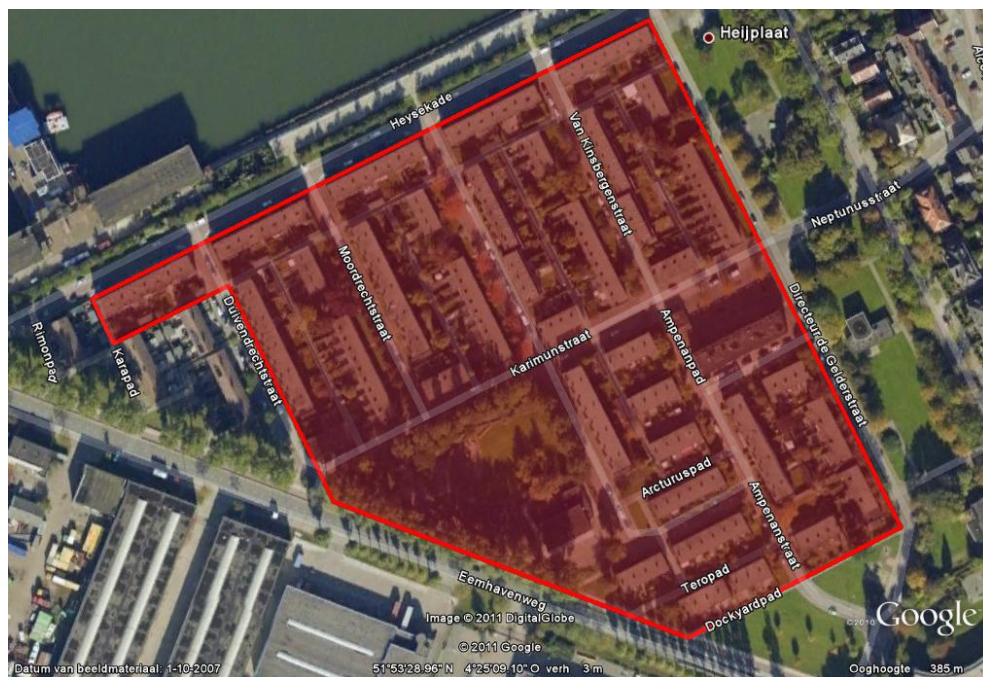 Heijplaat
Heysekade
Van Kinsbergenstraat
Neptunusstraat
Moordrechtstraat
Duivendrechtstraat
Rimonpad
Karapad
Karimunstraat
Ampenanpad
Directeur de Gelderstraat
Arcturuspad
Ampenanstraat
Teropad
Dockyardpad
Eemhavenweg
Image © 2011 DigitalGlobe
©2010 Google
© 2011 Google
Datum van beeldmateriaal: 1-10-2007 51°53'28.96" N 4°25'09.10" O verh 3 m Ooghoogte 385 m